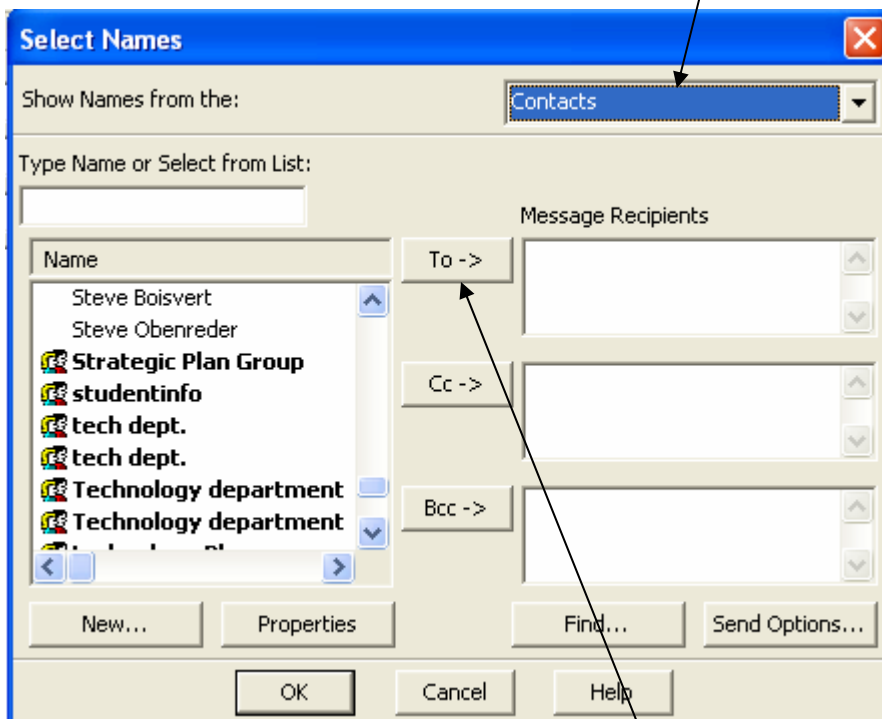 Select Names
Show Names from the: Contacts
Type Name or Select from List:
Message Recipients
Name
To ->
Steve Boisvert
Steve Obenreder
Strategic Plan Group
studentinfo
Cc ->
tech dept.
tech dept.
Technology department
Technology department
Bcc ->
New... Properties Find... Send Options...
OK Cancel Help